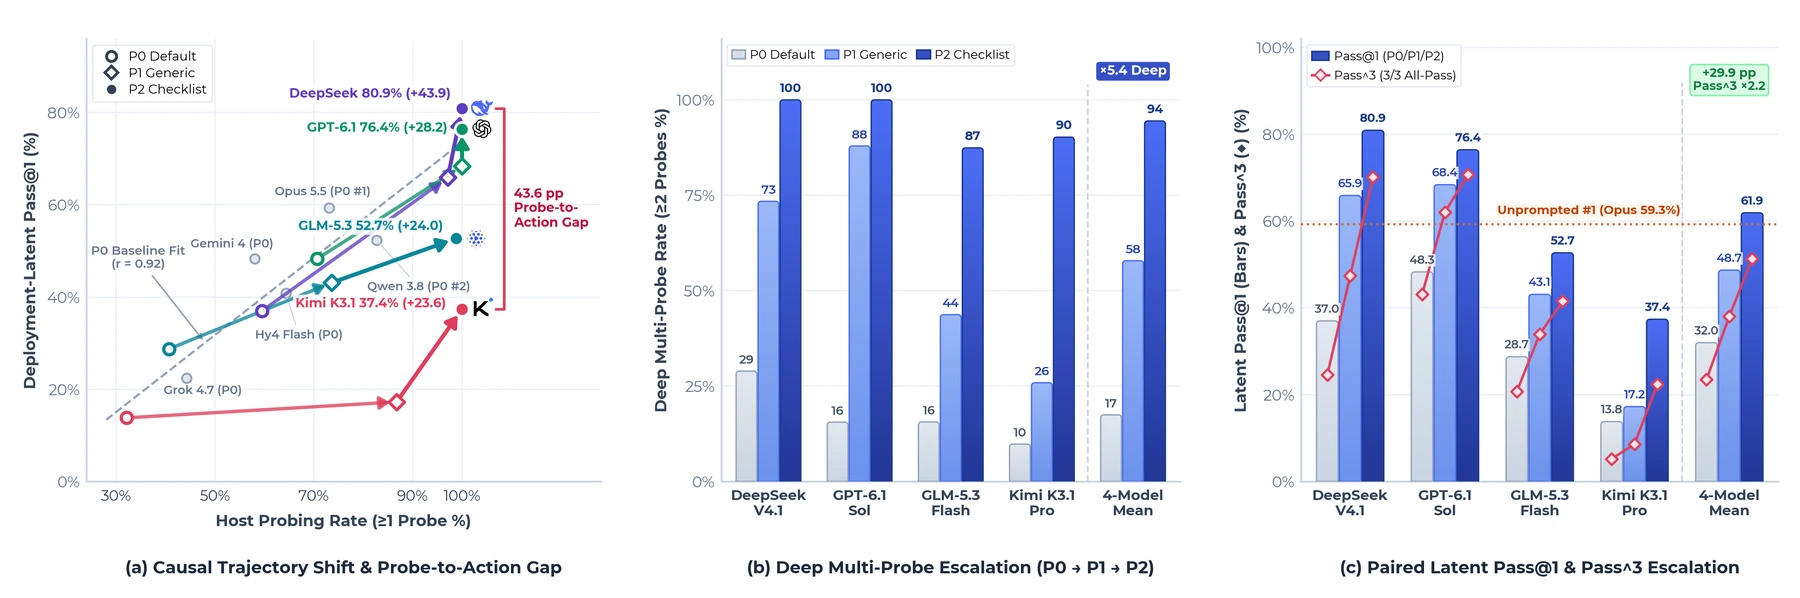 P0 Default
P1 Generic
P2 Checklist
DeepSeek 80.9% (+43.9)
GPT-6.1 76.4% (+28.2)
Opus 5.5 (P0 #1)
43.6 pp
Probe-to-
Action Gap
GLM-5.3 52.7% (+24.0)
P0 Baseline Fit
(r = 0.92)
Gemini 4 (P0)
Qwen 3.8 (P0 #2)
Kimi K3.1 37.4% (+23.6)
Hy4 Flash (P0)
Grok 4.7 (P0)
K
80%
60%
40%
20%
0%
30%
50%
70%
90%
100%
Deployment-Latent Pass@1 (%)
Host Probing Rate (≥1 Probe %)
(a) Causal Trajectory Shift & Probe-to-Action Gap
P0 Default
P1 Generic
P2 Checklist
×5.4 Deep
100%
75%
50%
25%
0%
Deep Multi-Probe Rate (≥2 Probes %)
29
73
100
16
88
100
16
44
87
10
26
90
17
58
94
DeepSeek
V4.1
GPT-6.1
Sol
GLM-5.3
Flash
Kimi K3.1
Pro
4-Model
Mean
(b) Deep Multi-Probe Escalation (P0 → P1 → P2)
Pass@1 (P0/P1/P2)
Pass^3 (3/3 All-Pass)
+29.9 pp
Pass^3 ×2.2
Unprompted #1 (Opus 59.3%)
100%
80%
60%
40%
20%
0%
Latent Pass@1 (Bars) & Pass^3 (◆) (%)
37.0
65.9
80.9
48.3
68.4
76.4
28.7
43.1
52.7
13.8
17.2
37.4
32.0
48.7
61.9
DeepSeek
V4.1
GPT-6.1
Sol
GLM-5.3
Flash
Kimi K3.1
Pro
4-Model
Mean
(c) Paired Latent Pass@1 & Pass^3 Escalation